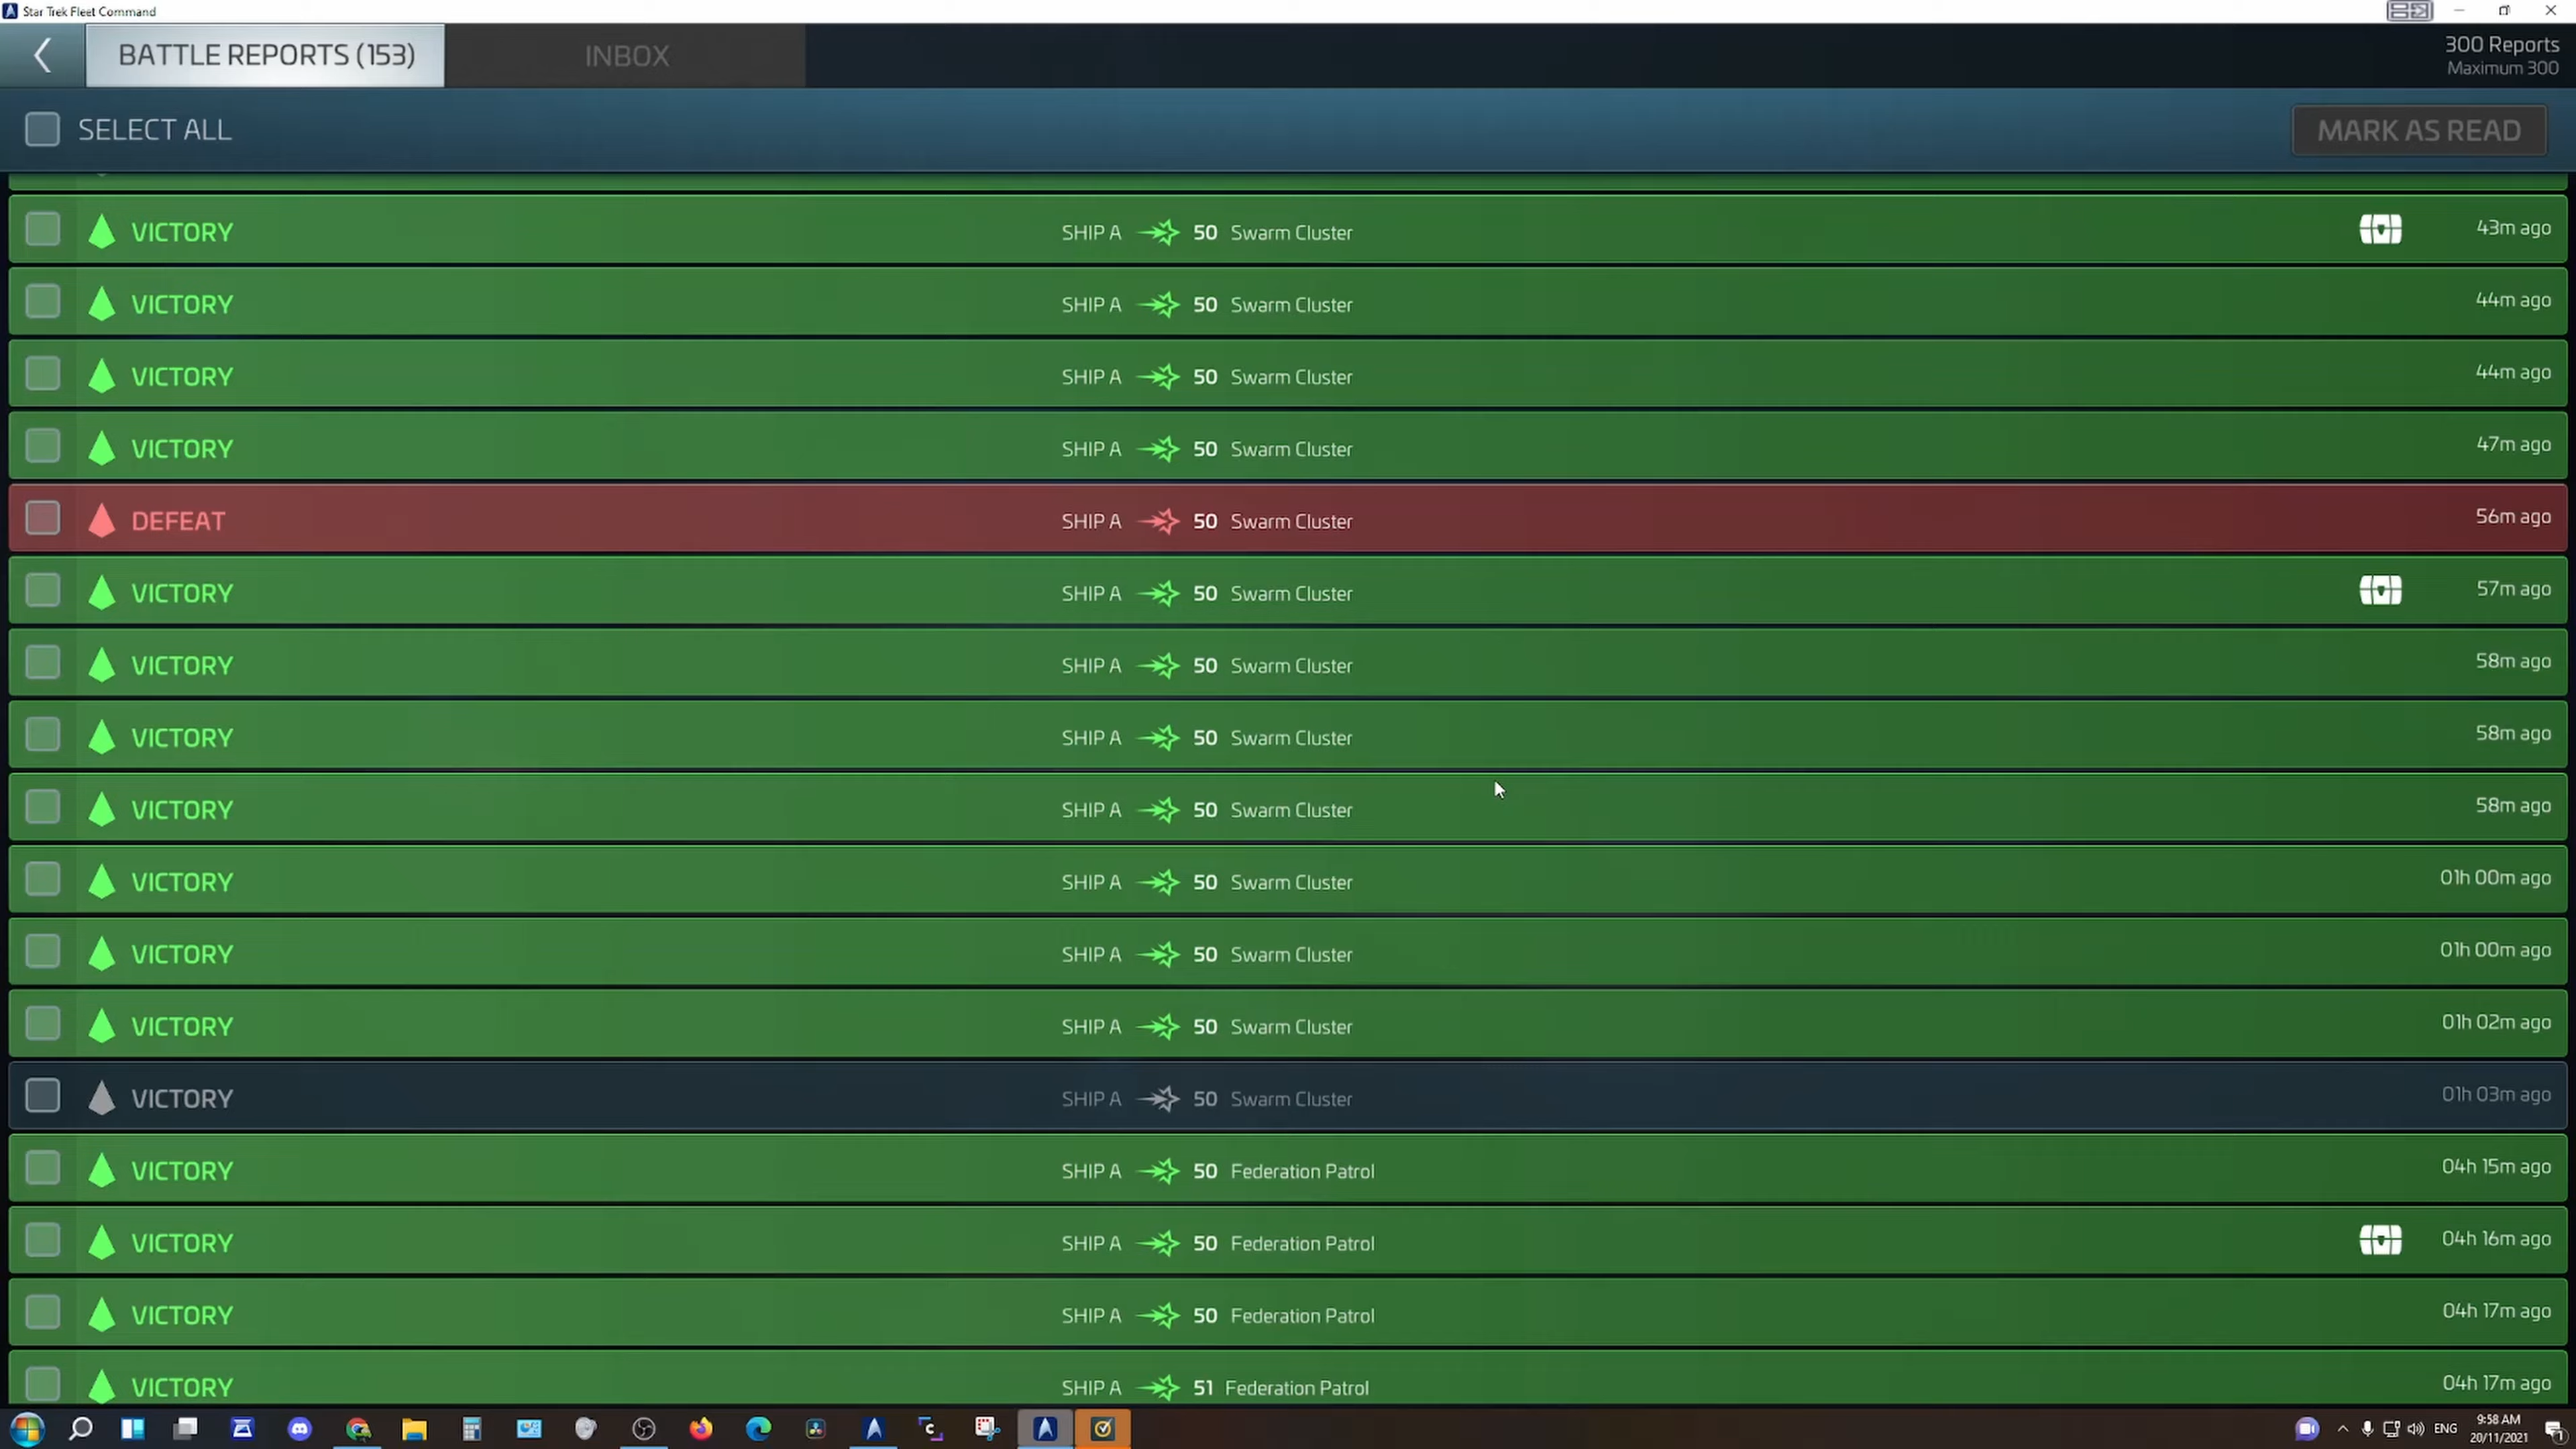 Star Trek Fleet Command
BATTLE REPORTS (153)
INBOX
300 Reports
Maximum 300
SELECT ALL
MARK AS READ
VICTORY SHIP A 50 Swarm Cluster 43m ago
VICTORY SHIP A 50 Swarm Cluster 44m ago
VICTORY SHIP A 50 Swarm Cluster 44m ago
VICTORY SHIP A 50 Swarm Cluster 47m ago
DEFEAT SHIP A 50 Swarm Cluster 56m ago
VICTORY SHIP A 50 Swarm Cluster 57m ago
VICTORY SHIP A 50 Swarm Cluster 58m ago
VICTORY SHIP A 50 Swarm Cluster 58m ago
VICTORY SHIP A 50 Swarm Cluster 58m ago
VICTORY SHIP A 50 Swarm Cluster 01h 00m ago
VICTORY SHIP A 50 Swarm Cluster 01h 00m ago
VICTORY SHIP A 50 Swarm Cluster 01h 02m ago
VICTORY SHIP A 50 Swarm Cluster 01h 03m ago
VICTORY SHIP A 50 Federation Patrol 04h 15m ago
VICTORY SHIP A 50 Federation Patrol 04h 16m ago
VICTORY SHIP A 50 Federation Patrol 04h 17m ago
VICTORY SHIP A 51 Federation Patrol 04h 17m ago
ENG
9:58 AM
20/11/2021